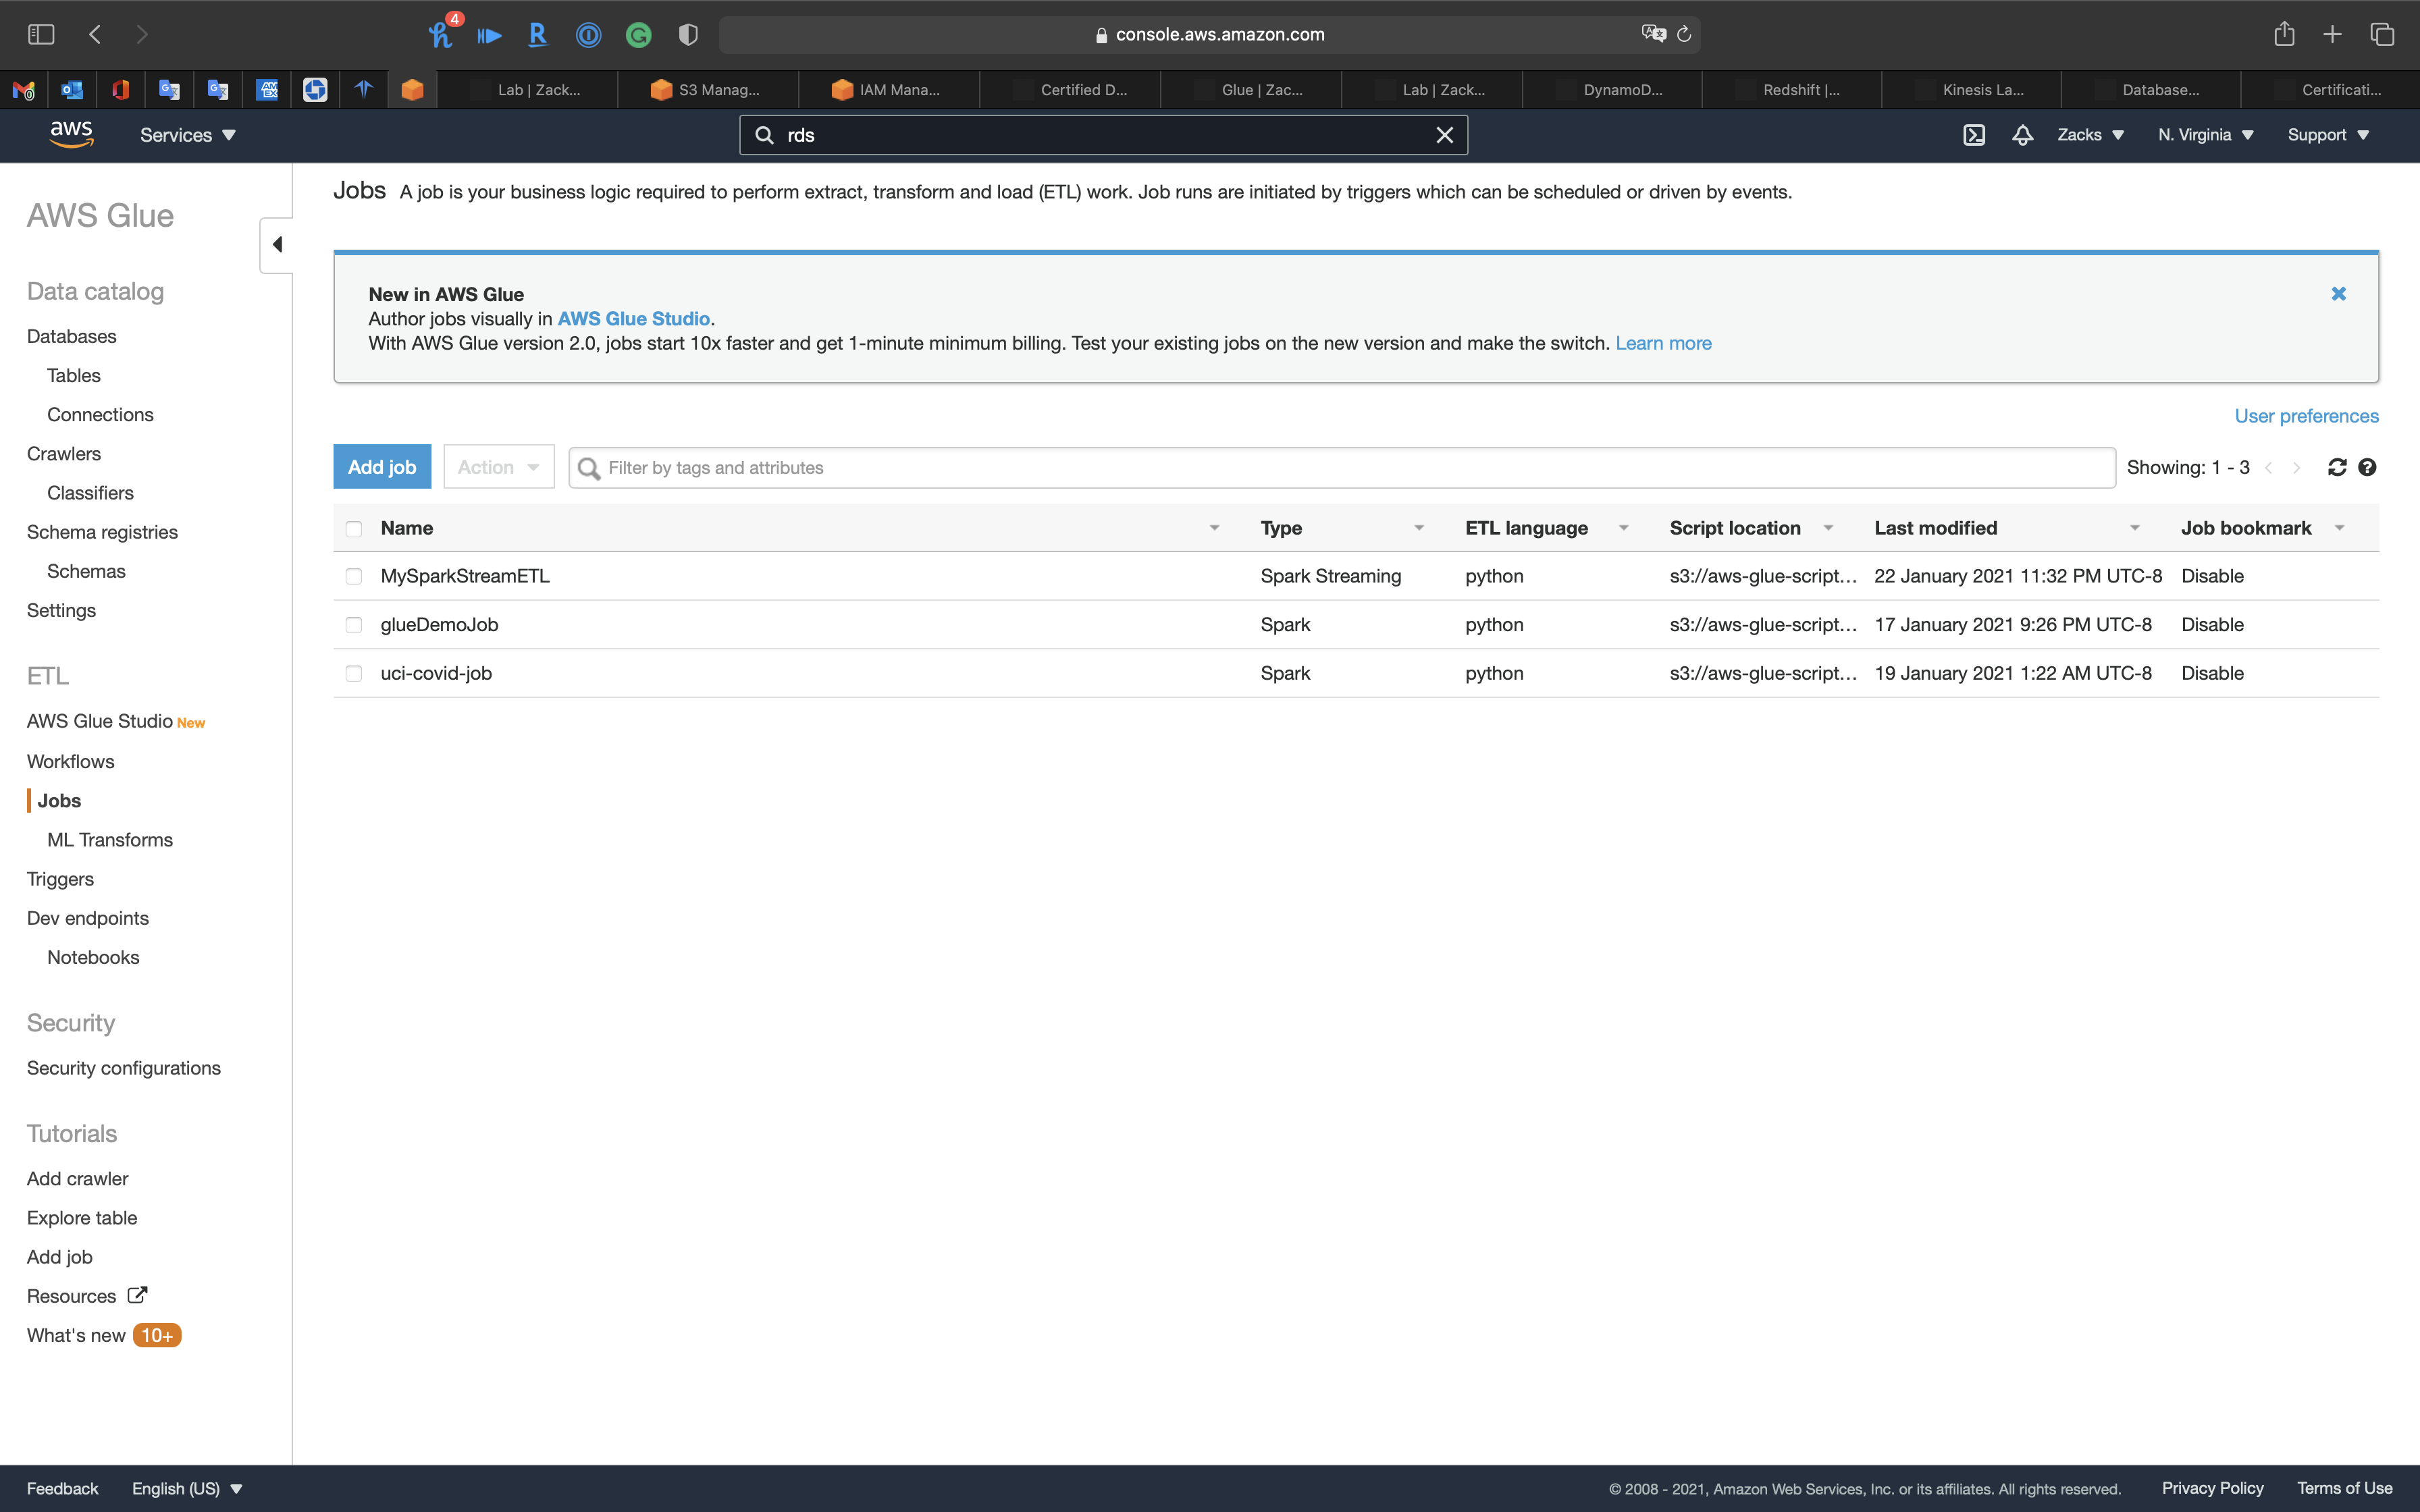 4
console.aws.amazon.com
Lab | Zack...
S3 Manag...
IAM Mana...
Certified D...
Glue | Zac...
Lab | Zack...
DynamoD...
Redshift |...
Kinesis La...
Database...
Certificati...
aws
Services
rds
Zacks
N. Virginia
Support
AWS Glue
Data catalog
Databases
Tables
Connections
Crawlers
Classifiers
Schema registries
Schemas
Settings
ETL
AWS Glue Studio New
Workflows
Jobs
ML Transforms
Triggers
Dev endpoints
Notebooks
Security
Security configurations
Tutorials
Add crawler
Explore table
Add job
Resources
What's new 10+
Jobs A job is your business logic required to perform extract, transform and load (ETL) work. Job runs are initiated by triggers which can be scheduled or driven by events.
New in AWS Glue
Author jobs visually in AWS Glue Studio.
With AWS Glue version 2.0, jobs start 10x faster and get 1-minute minimum billing. Test your existing jobs on the new version and make the switch. Learn more
User preferences
Add job Action Filter by tags and attributes Showing: 1 - 3
Name Type ETL language Script location Last modified Job bookmark
MySparkStreamETL Spark Streaming python s3://aws-glue-script... 22 January 2021 11:32 PM UTC-8 Disable
glueDemoJob Spark python s3://aws-glue-script... 17 January 2021 9:26 PM UTC-8 Disable
uci-covid-job Spark python s3://aws-glue-script... 19 January 2021 1:22 AM UTC-8 Disable
Feedback English (US) © 2008 - 2021, Amazon Web Services, Inc. or its affiliates. All rights reserved. Privacy Policy Terms of Use